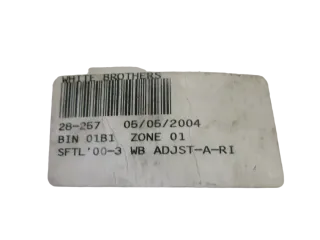 WHITE BROTHERS
28-257 05/05/2004
BIN 01B1 ZONE 01
SFTL'00-3 WB ADJST-A-RI